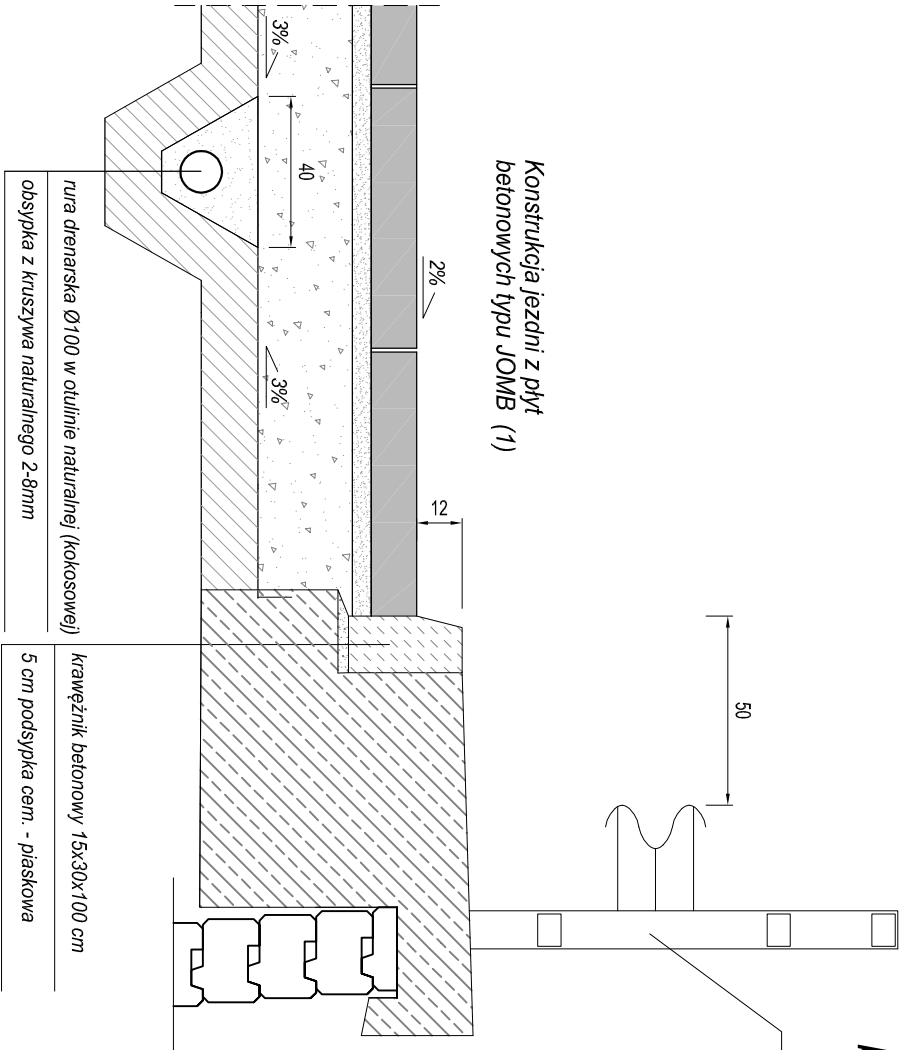 Konstrukcja jezdni z płyt
betonowych typu JOMB (1)
50
12
2%
3%
40
3%
rura drenarska Ø100 w otulinie naturalnej (kokosowej)
obsypka z kruszywa naturalnego 2-8mm
krawężnik betonowy 15x30x100 cm
5 cm podsypka cem. - piaskowa